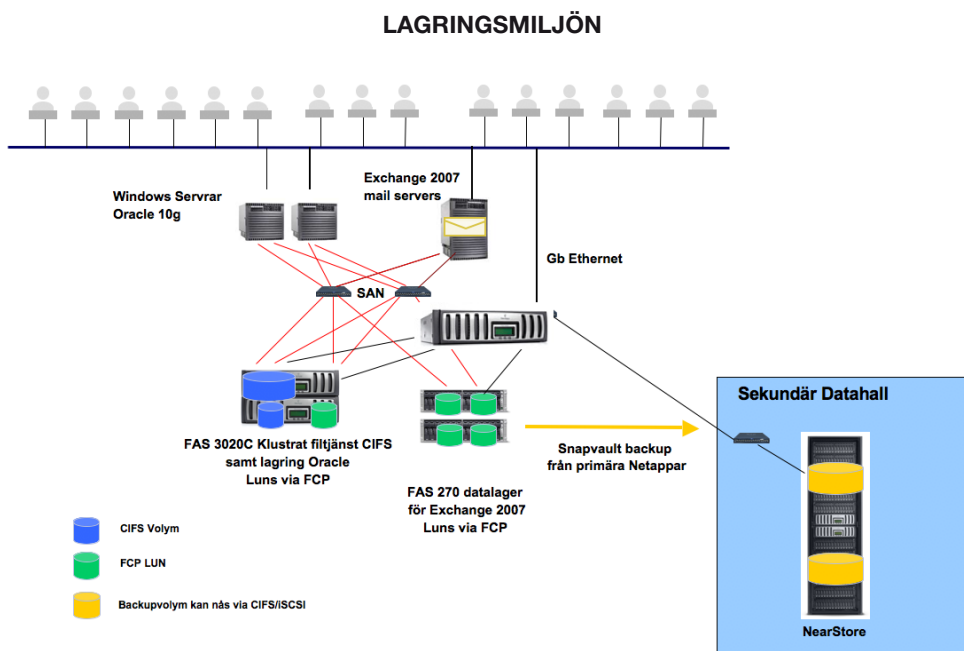 LAGRINGSMILJÖN
Windows Servrar
Oracle 10g
Exchange 2007
mail servers
Gb Ethernet
SAN
FAS 3020C Klustrat filtjänst CIFS
samt lagring Oracle
Luns via FCP
FAS 270 datalager
för Exchange 2007
Luns via FCP
Snapvault backup
från primära Netappar
Sekundär Datahall
NearStore
CIFS Volym
FCP LUN
Backupvolym kan nås via CIFS/iSCSI